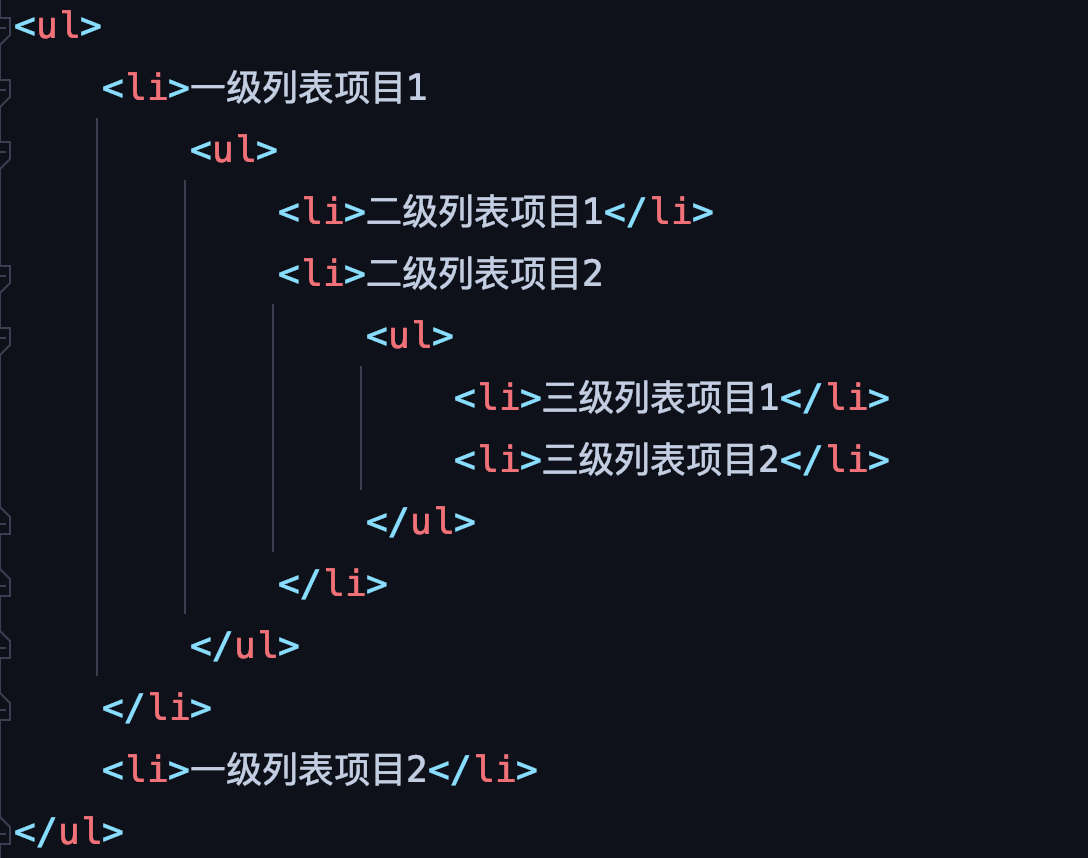 <ul>
<li>一级列表项目1
<ul>
<li>二级列表项目1</li>
<li>二级列表项目2
<ul>
<li>三级列表项目1</li>
<li>三级列表项目2</li>
</ul>
</li>
</ul>
</li>
<li>一级列表项目2</li>
</ul>